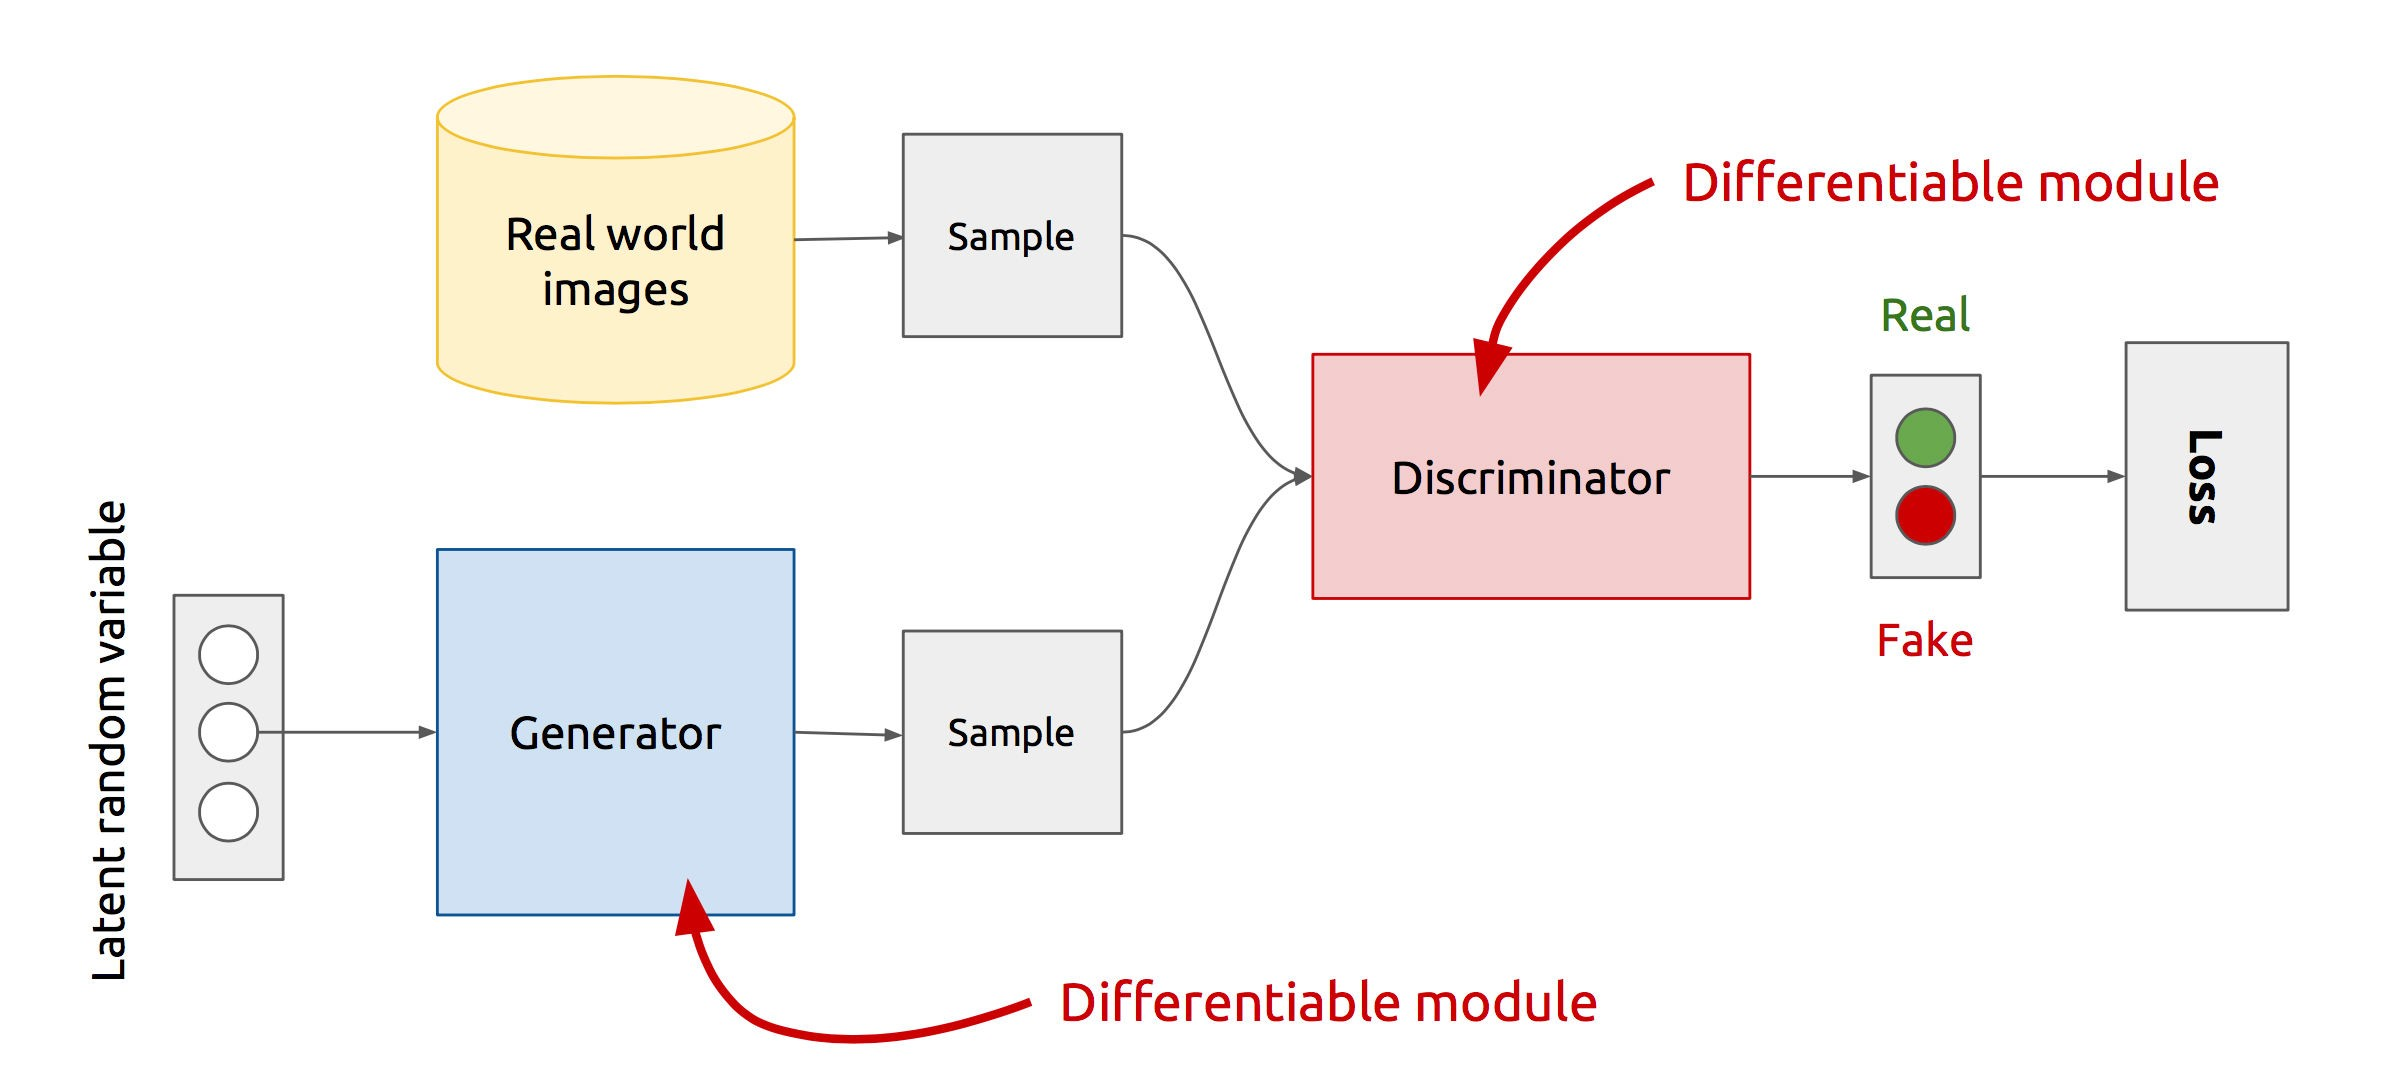 Real world
images
Sample
Differentiable module
Discriminator
Real
Fake
Loss
Latent random variable
Generator
Sample
Differentiable module